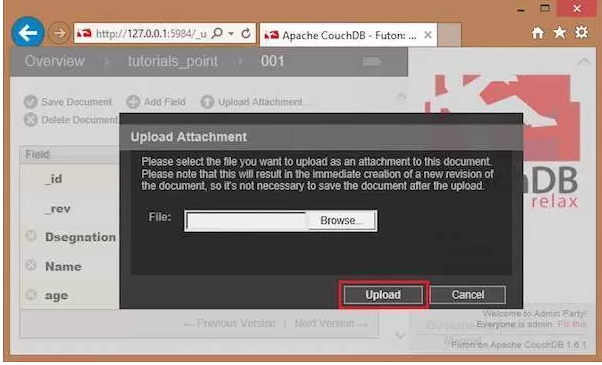 http://127.0.0.1:5984/_u
Apache CouchDB - Futon: ...
Overview
tutorials_point
001
Save Document
Add Field
Upload Attachment...
Delete Document
Upload Attachment
Please select the file you want to upload as an attachment to this document.
Please note that this will result in the immediate creation of a new revision of
the document, so it's not necessary to save the document after the upload.
Field
_id
_rev
File:
Browse...
Dsegnation
Name
age
Upload
Cancel
chDB
relax
← Previous Version | Next Version →
Welcome to Admin Party!
Everyone is admin. Fix this
Futon on Apache CouchDB 1.6.1